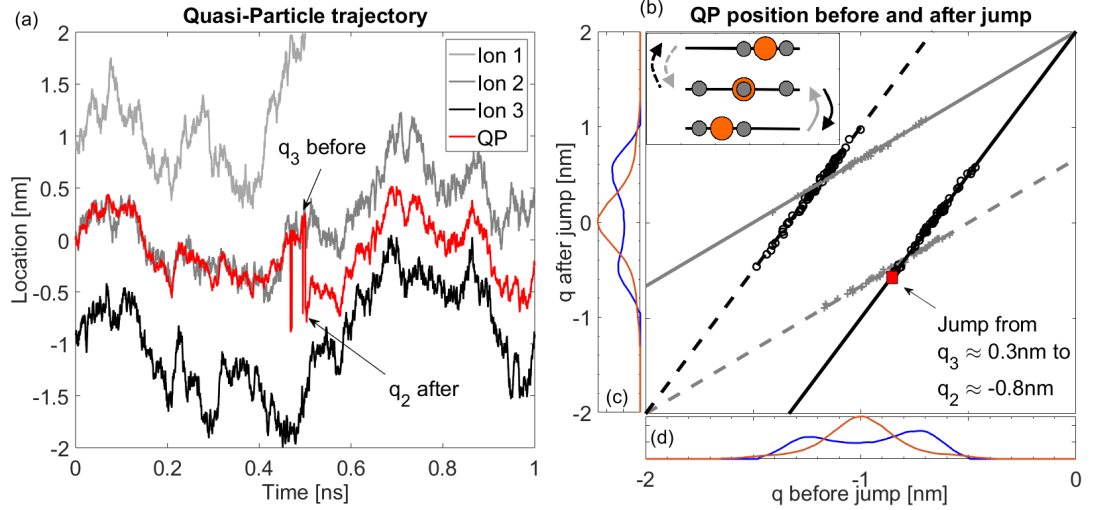 (a)
Quasi-Particle trajectory
Location [nm]
2
1.5
1
0.5
0
-0.5
-1
-1.5
-2
Ion 1
Ion 2
Ion 3
QP
q3 before
q2 after
0
0.2
0.4
0.6
0.8
1
Time [ns]
(b)
QP position before and after jump
q after jump [nm]
2
1
0
-1
-2
Jump from
q3 ≈ 0.3nm to
q2 ≈ -0.8nm
(c)
(d)
-2
-1
0
q before jump [nm]